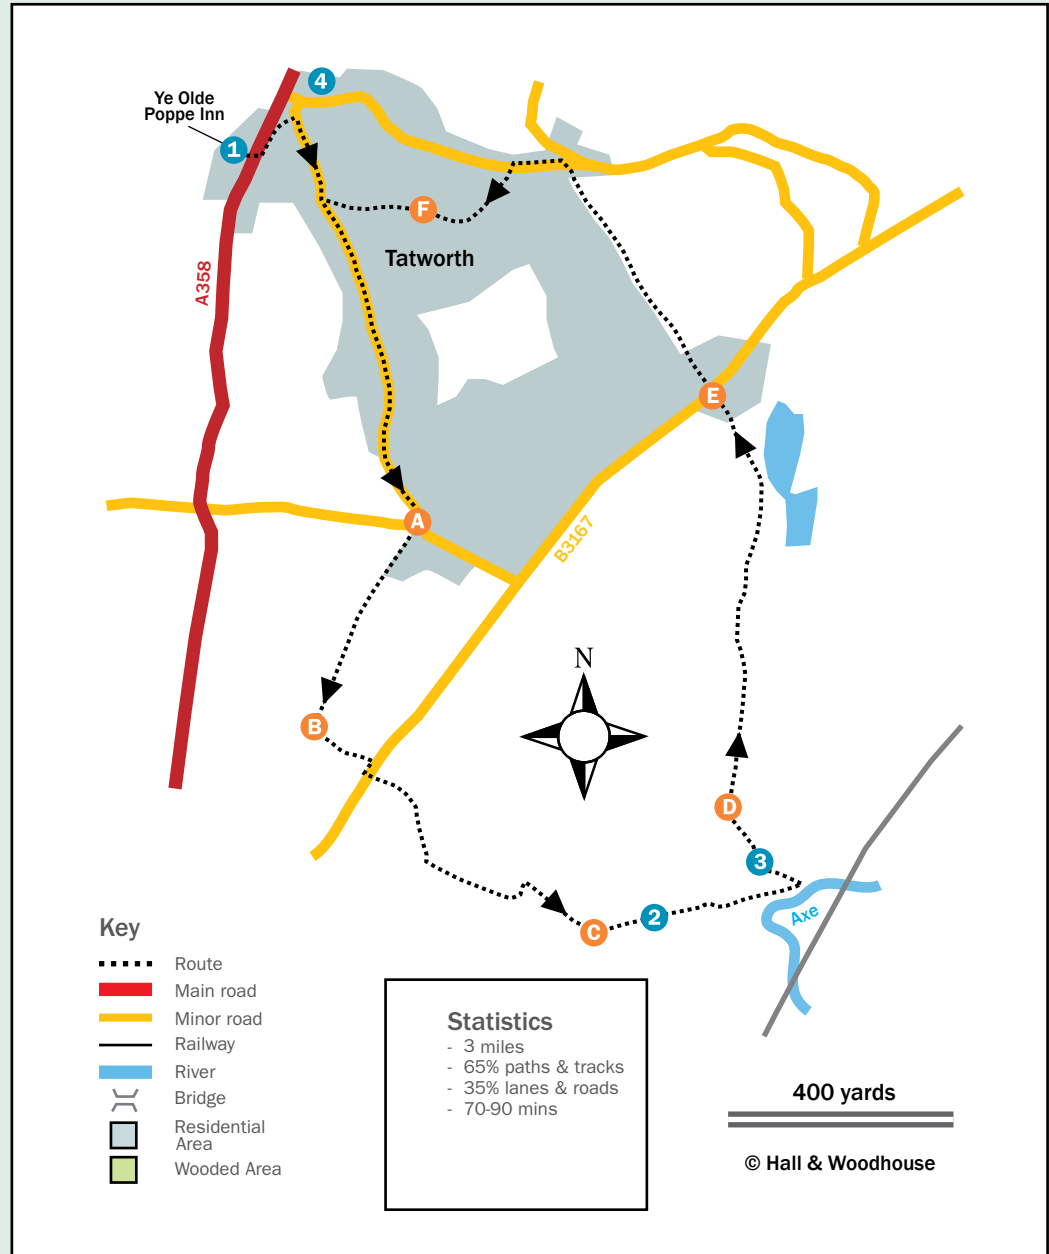 4
Ye Olde
Poppe Inn
1
F
Tatworth
A358
E
A
B3167
N
B
D
3
Axe
2
C
Key
Route
Main road
Minor road
Railway
River
Bridge
Residential
Area
Wooded Area
Statistics
- 3 miles
- 65% paths & tracks
- 35% lanes & roads
- 70-90 mins
400 yards
© Hall & Woodhouse